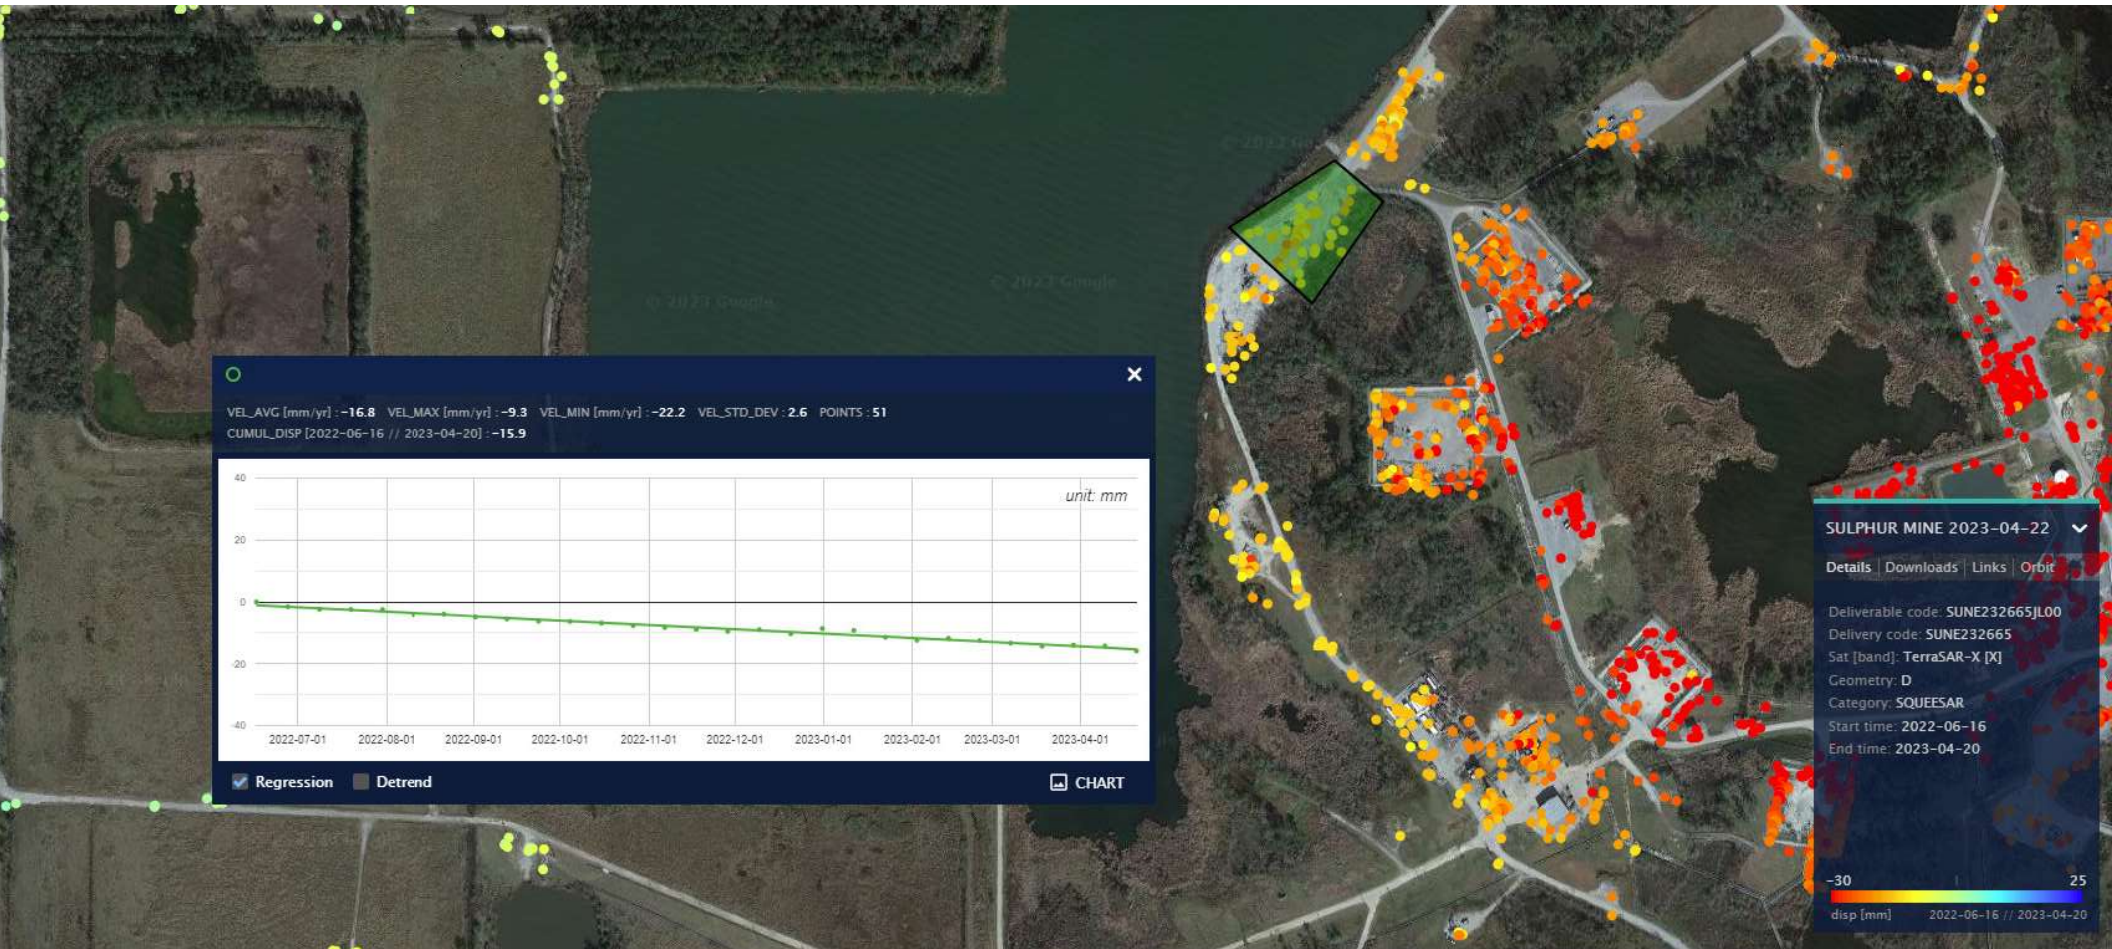 © 2023 Google
© 2023 Google
© 2023 Google
×
VEL_AVG [mm/yr] : -16.8 VEL_MAX [mm/yr] : -9.3 VEL_MIN [mm/yr] : -22.2 VEL_STD_DEV : 2.6 POINTS : 51
CUMUL_DISP [2022-06-16 // 2023-04-20] : -15.9
unit: mm
40
20
0
-20
-40
2022-07-01 2022-08-01 2022-09-01 2022-10-01 2022-11-01 2022-12-01 2023-01-01 2023-02-01 2023-03-01 2023-04-01
Regression Detrend CHART
SULPHUR MINE 2023-04-22
Details | Downloads | Links | Orbit
Deliverable code: SUNE232665JL00
Delivery code: SUNE232665
Sat [band]: TerraSAR-X [X]
Geometry: D
Category: SQUEESAR
Start time: 2022-06-16
End time: 2023-04-20
-30 25
disp [mm] 2022-06-16 // 2023-04-20